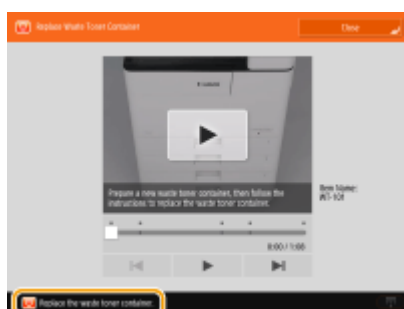 Replace Waste Toner Container
Close
Canon
Prepare a new waste toner container, then follow the
instructions to replace the waste toner container.
Item Name:
WT-101
0:00 / 1:08
Replace the waste toner container.